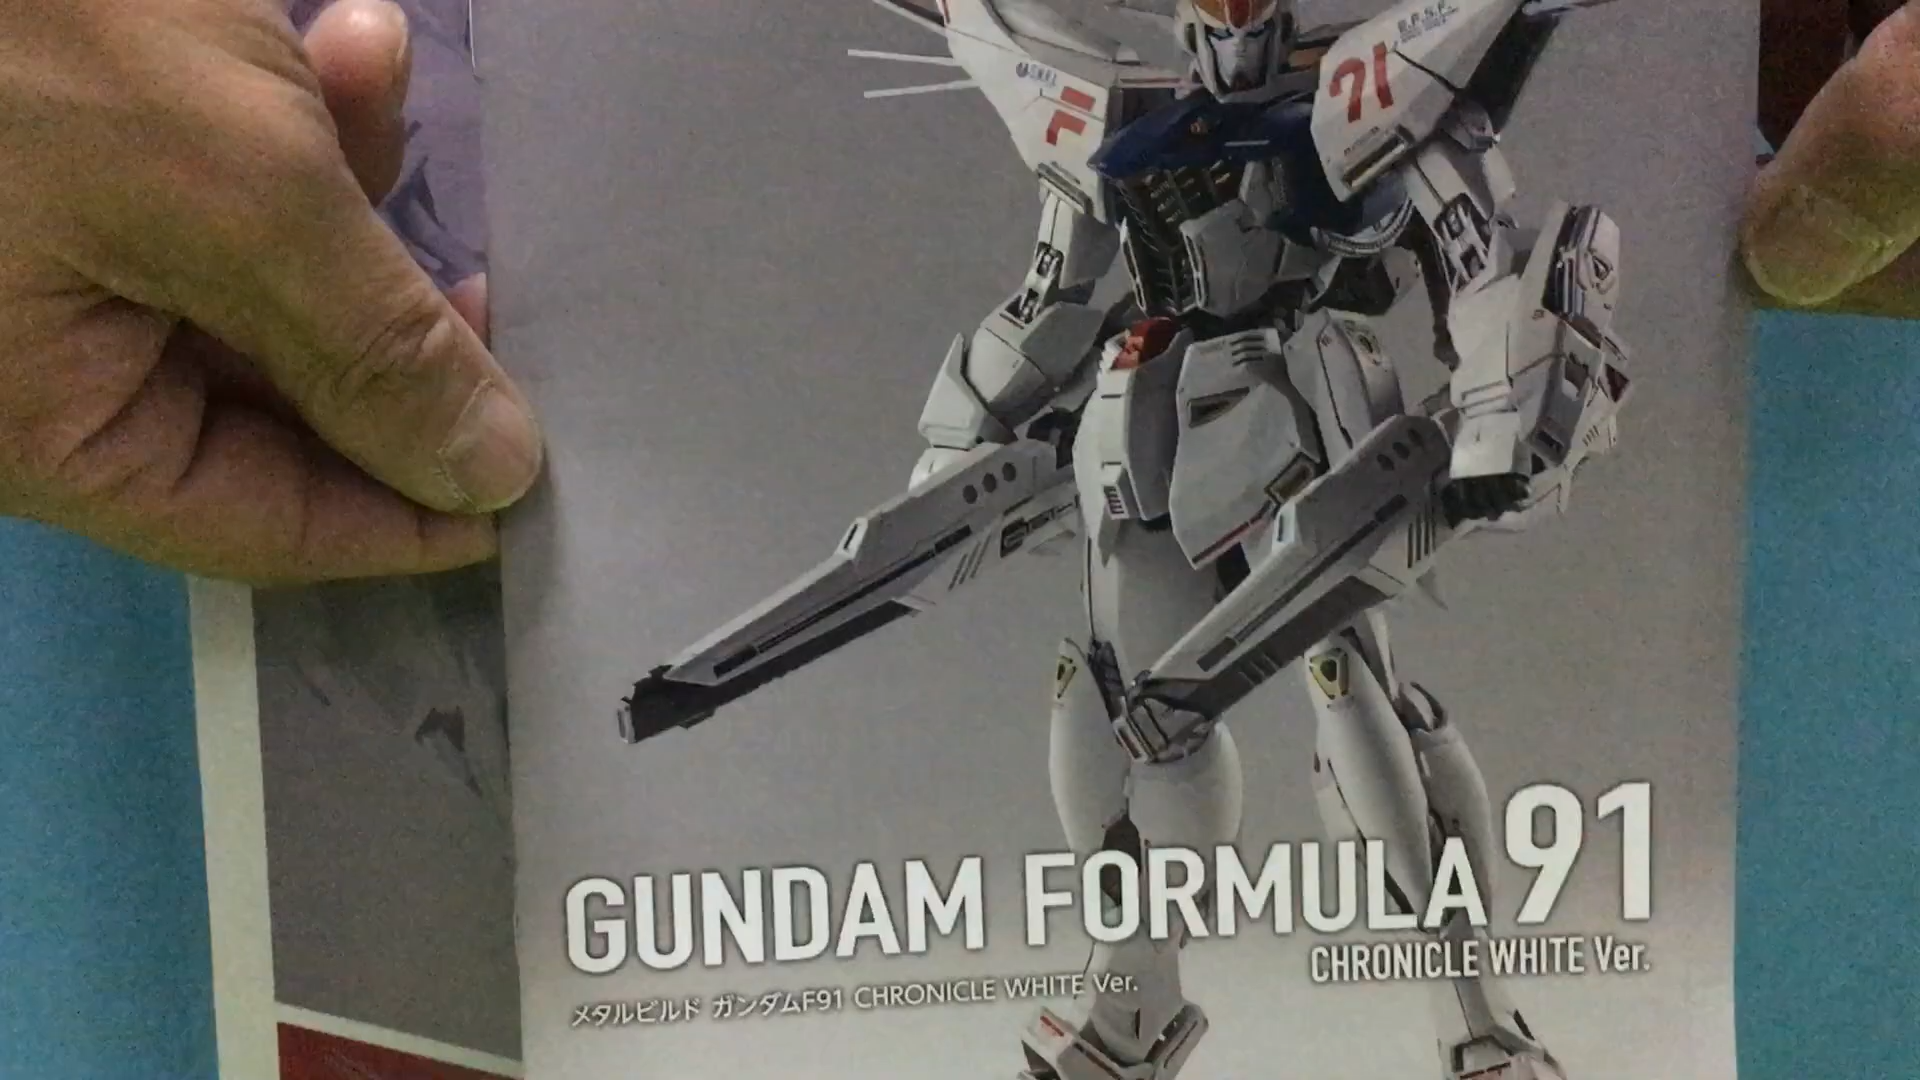 E.F.S.F.
S.N.R.I.
F
91
GUNDAM FORMULA 91
CHRONICLE WHITE Ver.
メタルビルド ガンダムF91 CHRONICLE WHITE Ver.